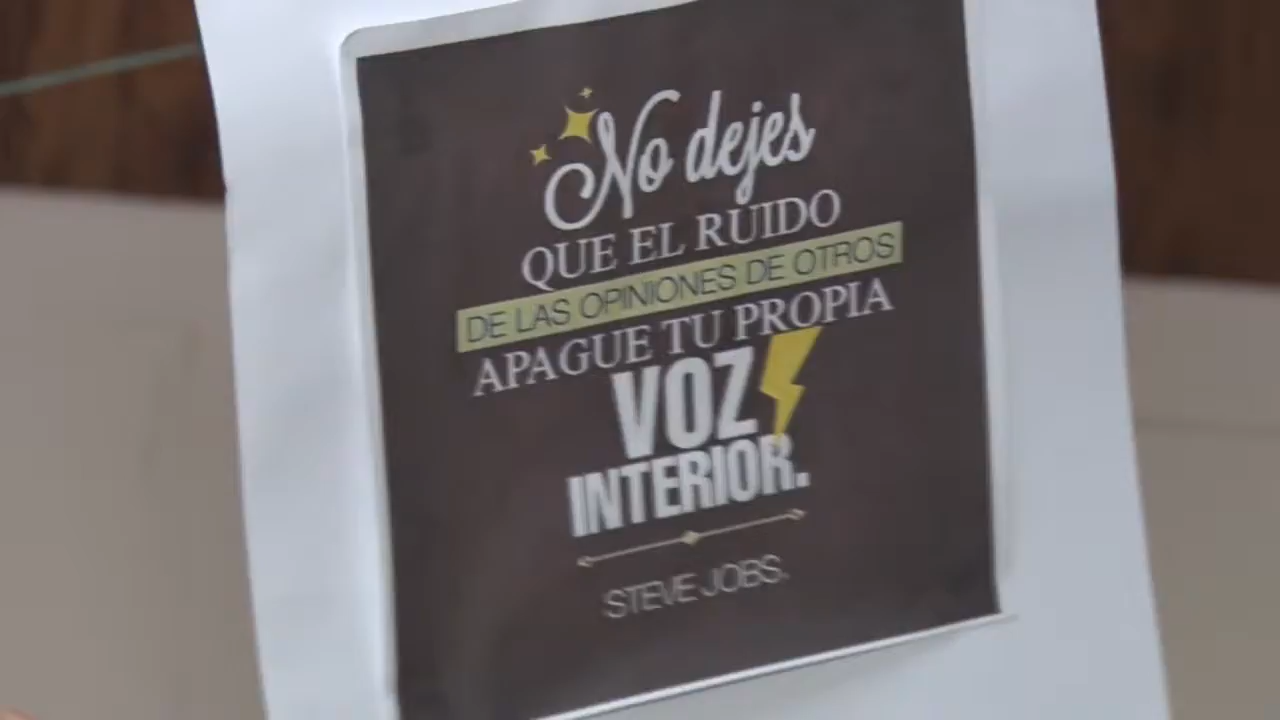 No dejes
QUE EL RUIDO
DE LAS OPINIONES DE OTROS
APAGUE TU PROPIA
VOZ
INTERIOR.
STEVE JOBS.